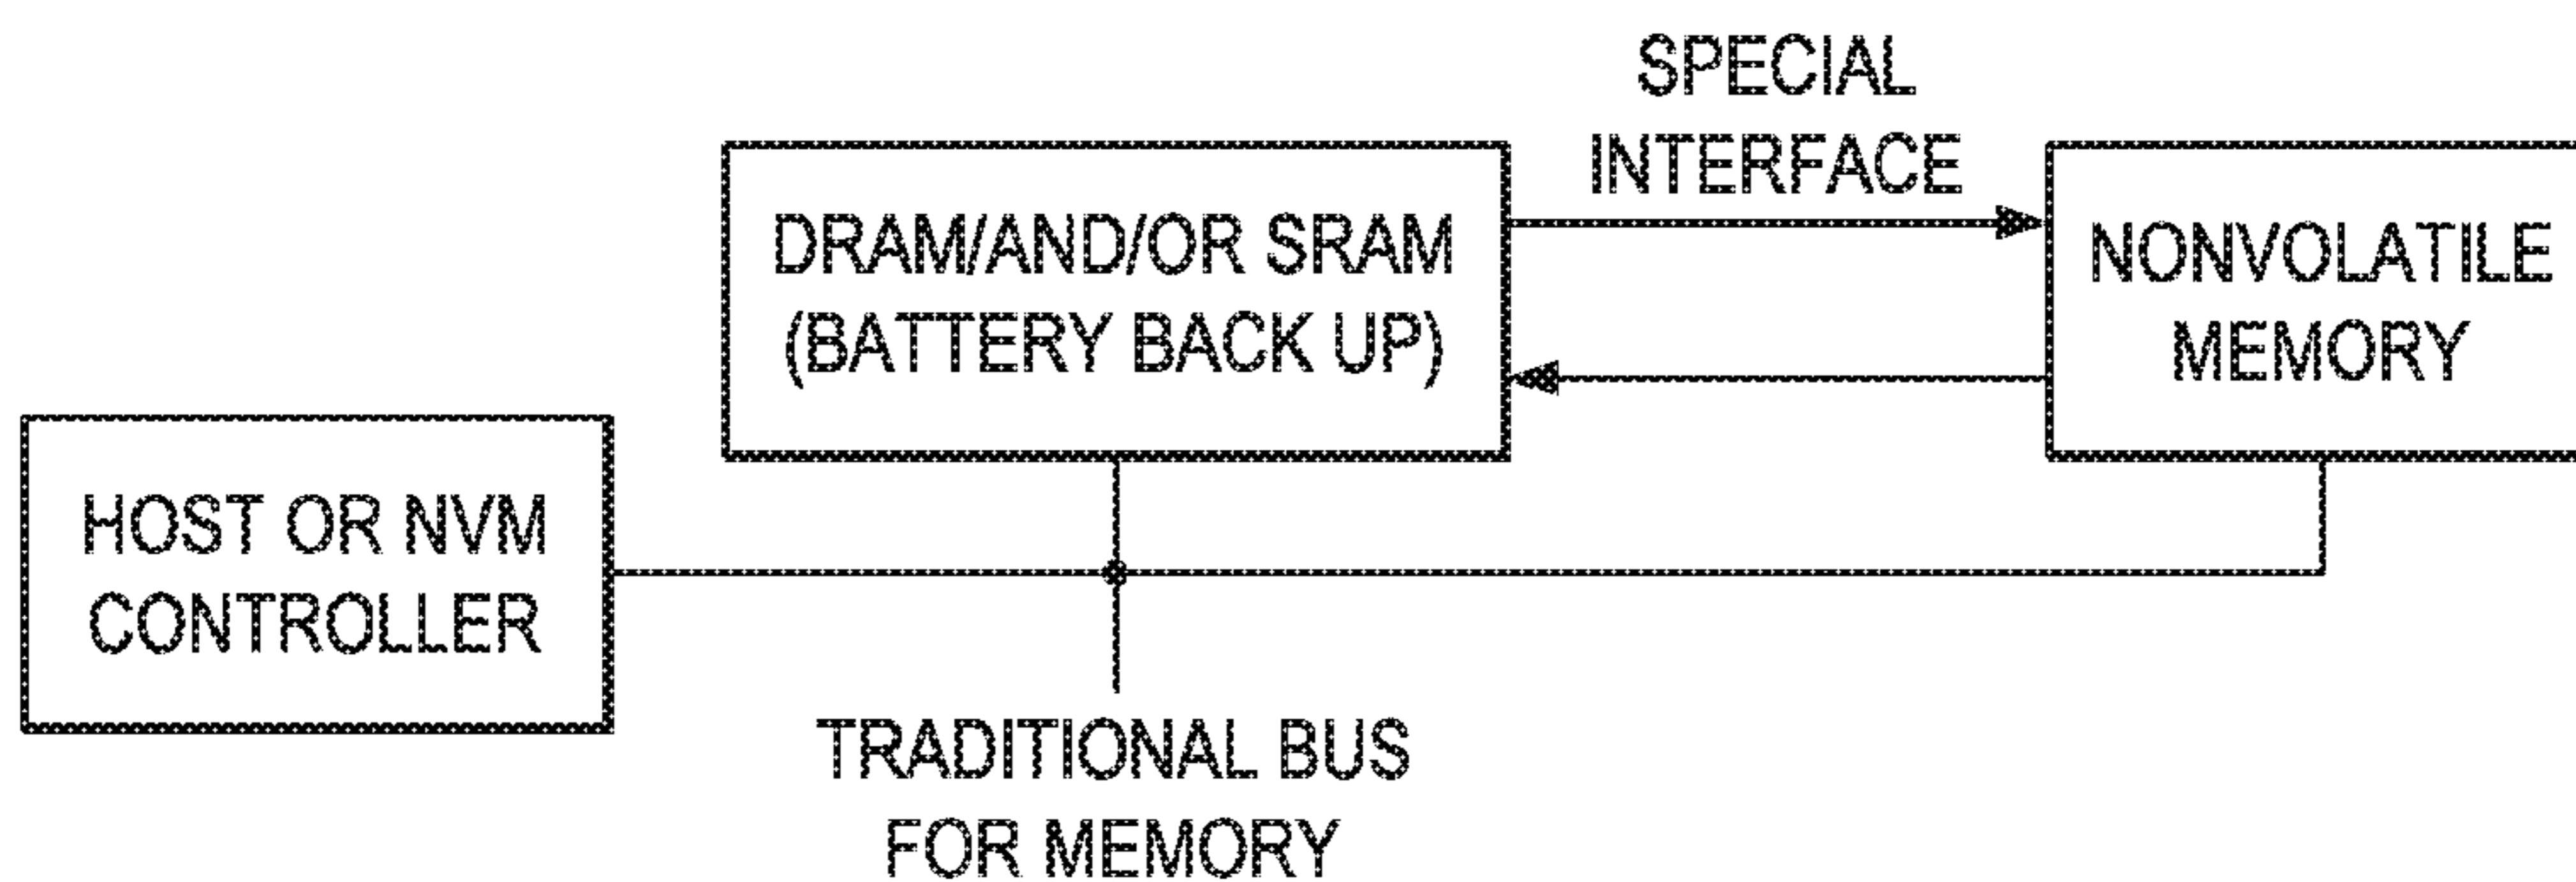 SPECIAL
INTERFACE
DRAM/AND/OR SRAM
(BATTERY BACK UP)
NONVOLATILE
MEMORY
HOST OR NVM
CONTROLLER
TRADITIONAL BUS
FOR MEMORY